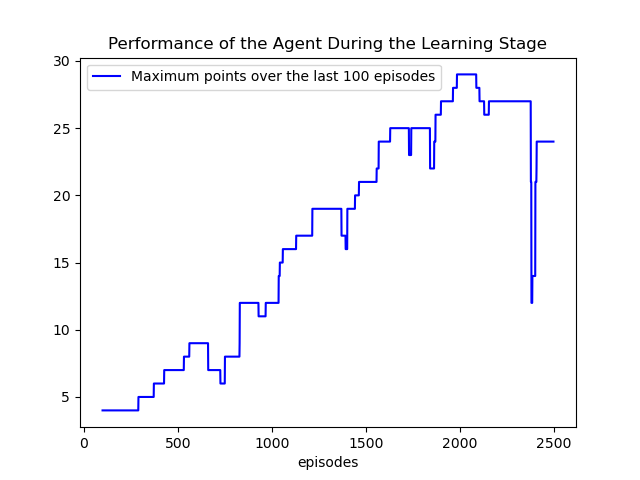 Performance of the Agent During the Learning Stage
Maximum points over the last 100 episodes
30
25
20
15
10
5
0 500 1000 1500 2000 2500
episodes